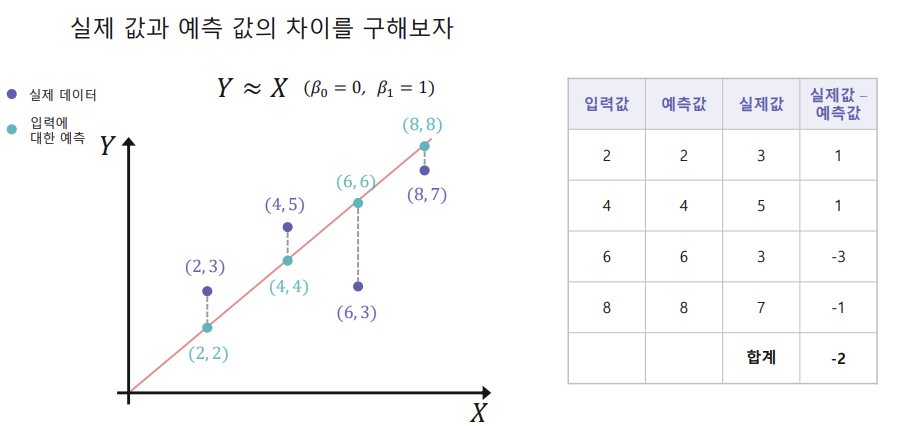 실제 값과 예측 값의 차이를 구해보자
Y ≈ X (β₀ = 0, β₁ = 1)
실제 데이터
입력에
대한 예측
Y
(8, 8)
(6, 6)
(8, 7)
(4, 5)
(2, 3)
(4, 4)
(6, 3)
(2, 2)
X
입력값 예측값 실제값 실제값 –
예측값
2 2 3 1
4 4 5 1
6 6 3 -3
8 8 7 -1
합계 -2